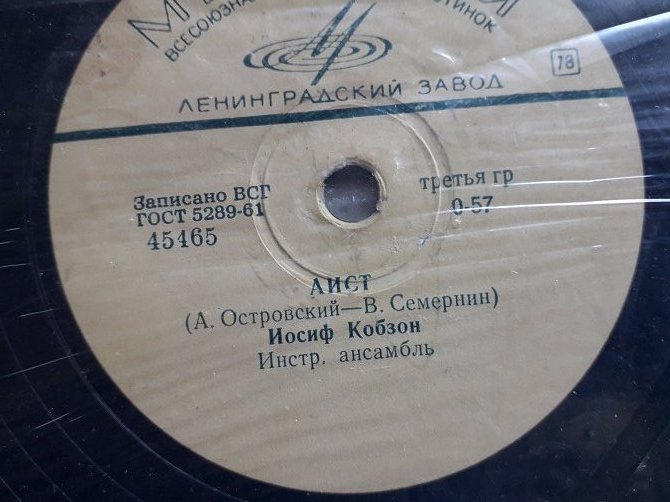 ВСЕСОЮЗНА
78
ЛЕНИНГРАДСКИЙ ЗАВОД
Записано ВСГ
ГОСТ 5289-61
45465
третья гр
0-57
АИСТ
(А. Островский—В. Семернин)
Иосиф Кобзон
Инстр. ансамбль